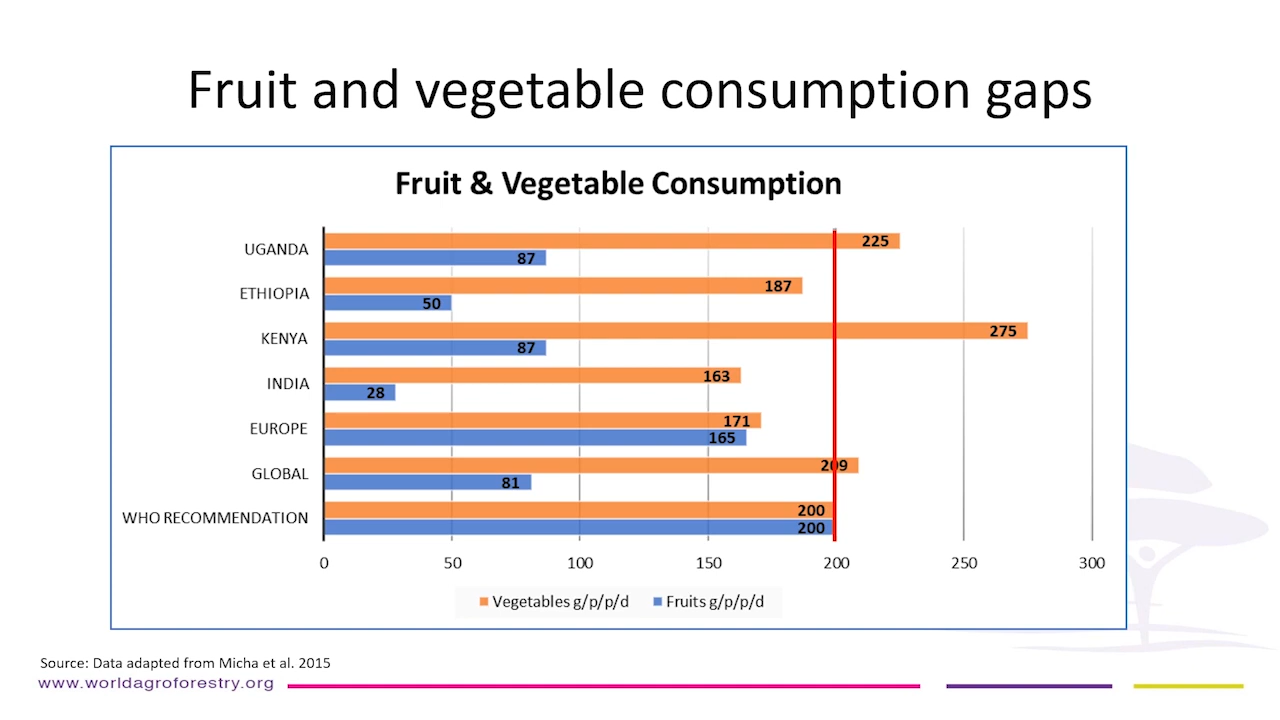 Fruit and vegetable consumption gaps
Fruit & Vegetable Consumption
UGANDA
225
87
ETHIOPIA
187
50
KENYA
275
87
INDIA
163
28
EUROPE
171
165
GLOBAL
209
81
WHO RECOMMENDATION
200
200
0 50 100 150 200 250 300
Vegetables g/p/p/d Fruits g/p/p/d
Source: Data adapted from Micha et al. 2015
www.worldagroforestry.org